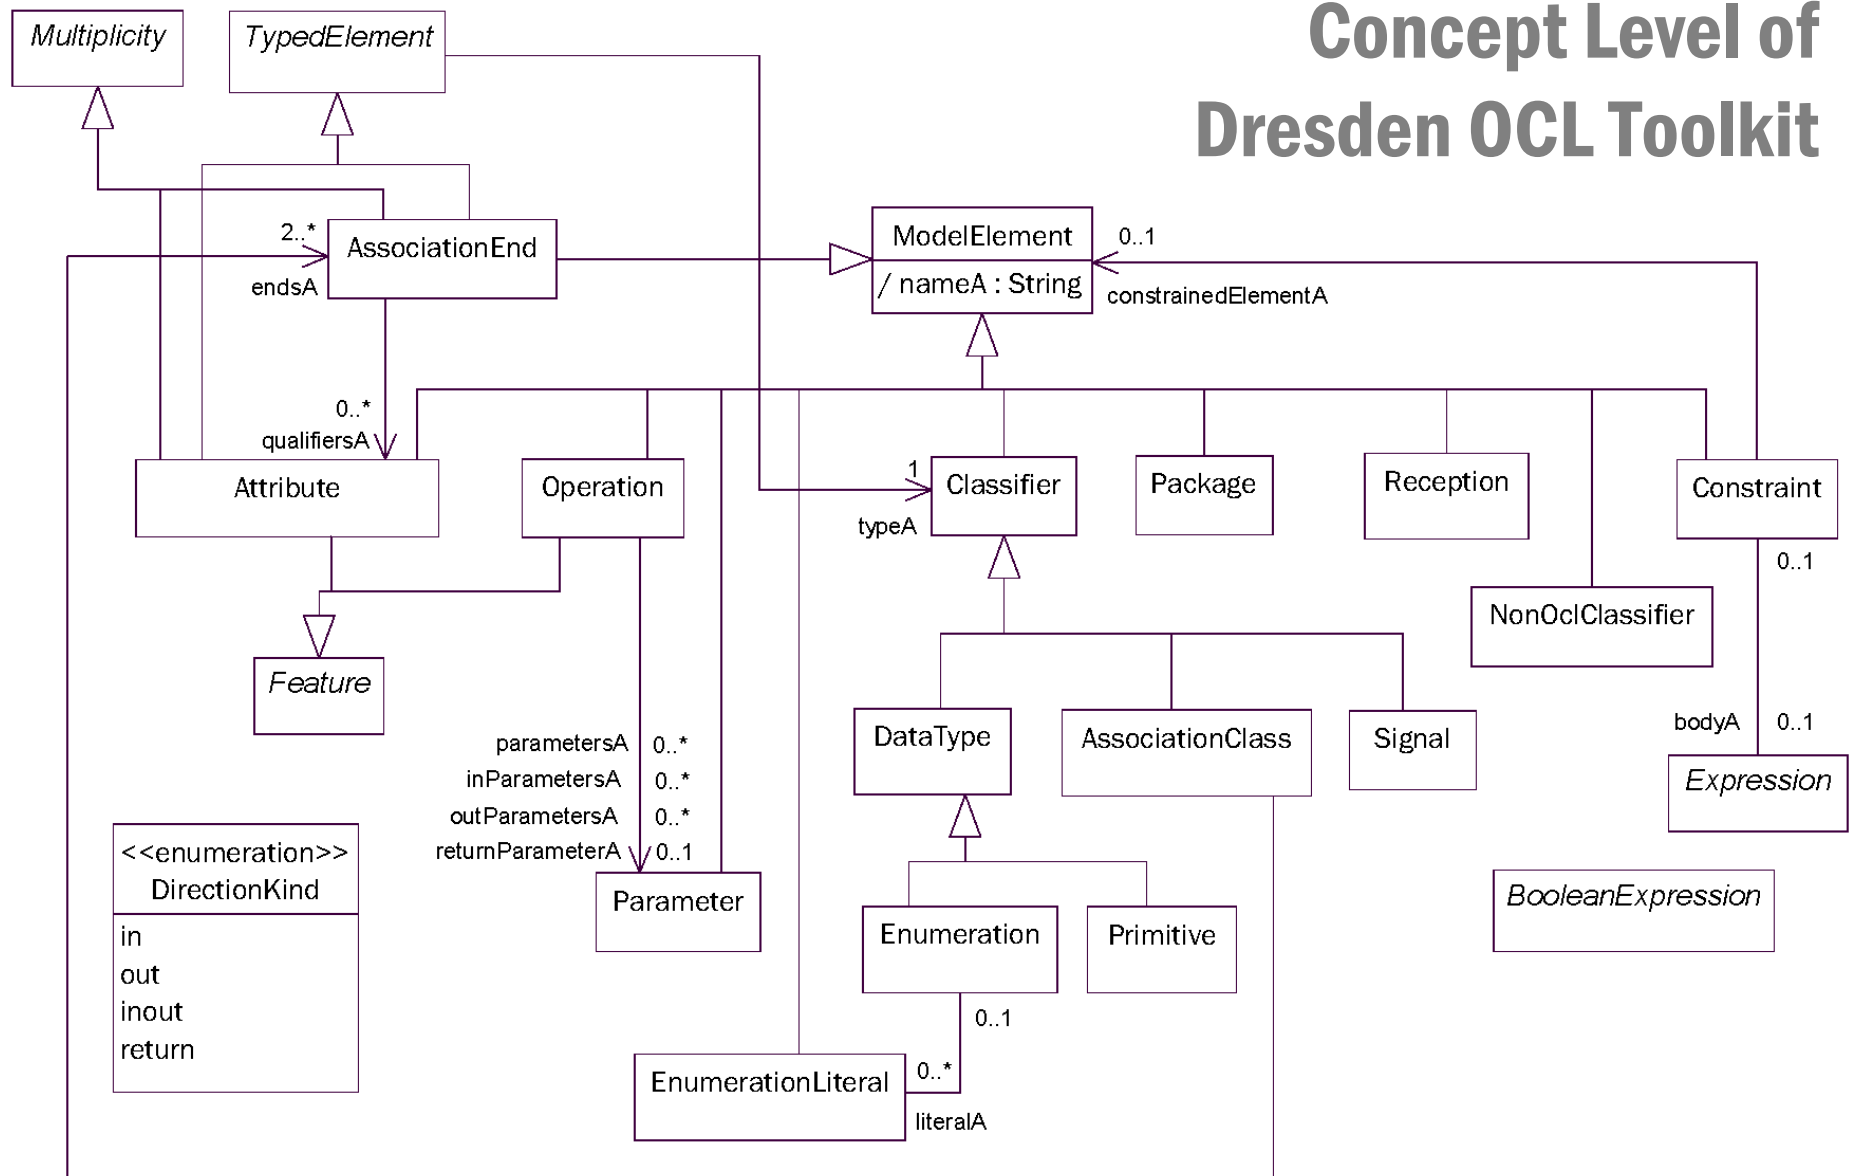 Concept Level of
Dresden OCL Toolkit
Multiplicity
TypedElement
2..*
AssociationEnd
endsA
ModelElement
/ nameA : String
0..1
constrainedElementA
0..*
qualifiersA
Attribute
Operation
1
typeA
Classifier
Package
Reception
Constraint
0..1
NonOclClassifier
Feature
parametersA 0..*
inParametersA 0..*
outParametersA 0..*
returnParameterA 0..1
Parameter
DataType
AssociationClass
Signal
bodyA 0..1
Expression
BooleanExpression
<<enumeration>>
DirectionKind
in
out
inout
return
Enumeration
Primitive
0..1
EnumerationLiteral
0..*
literalA